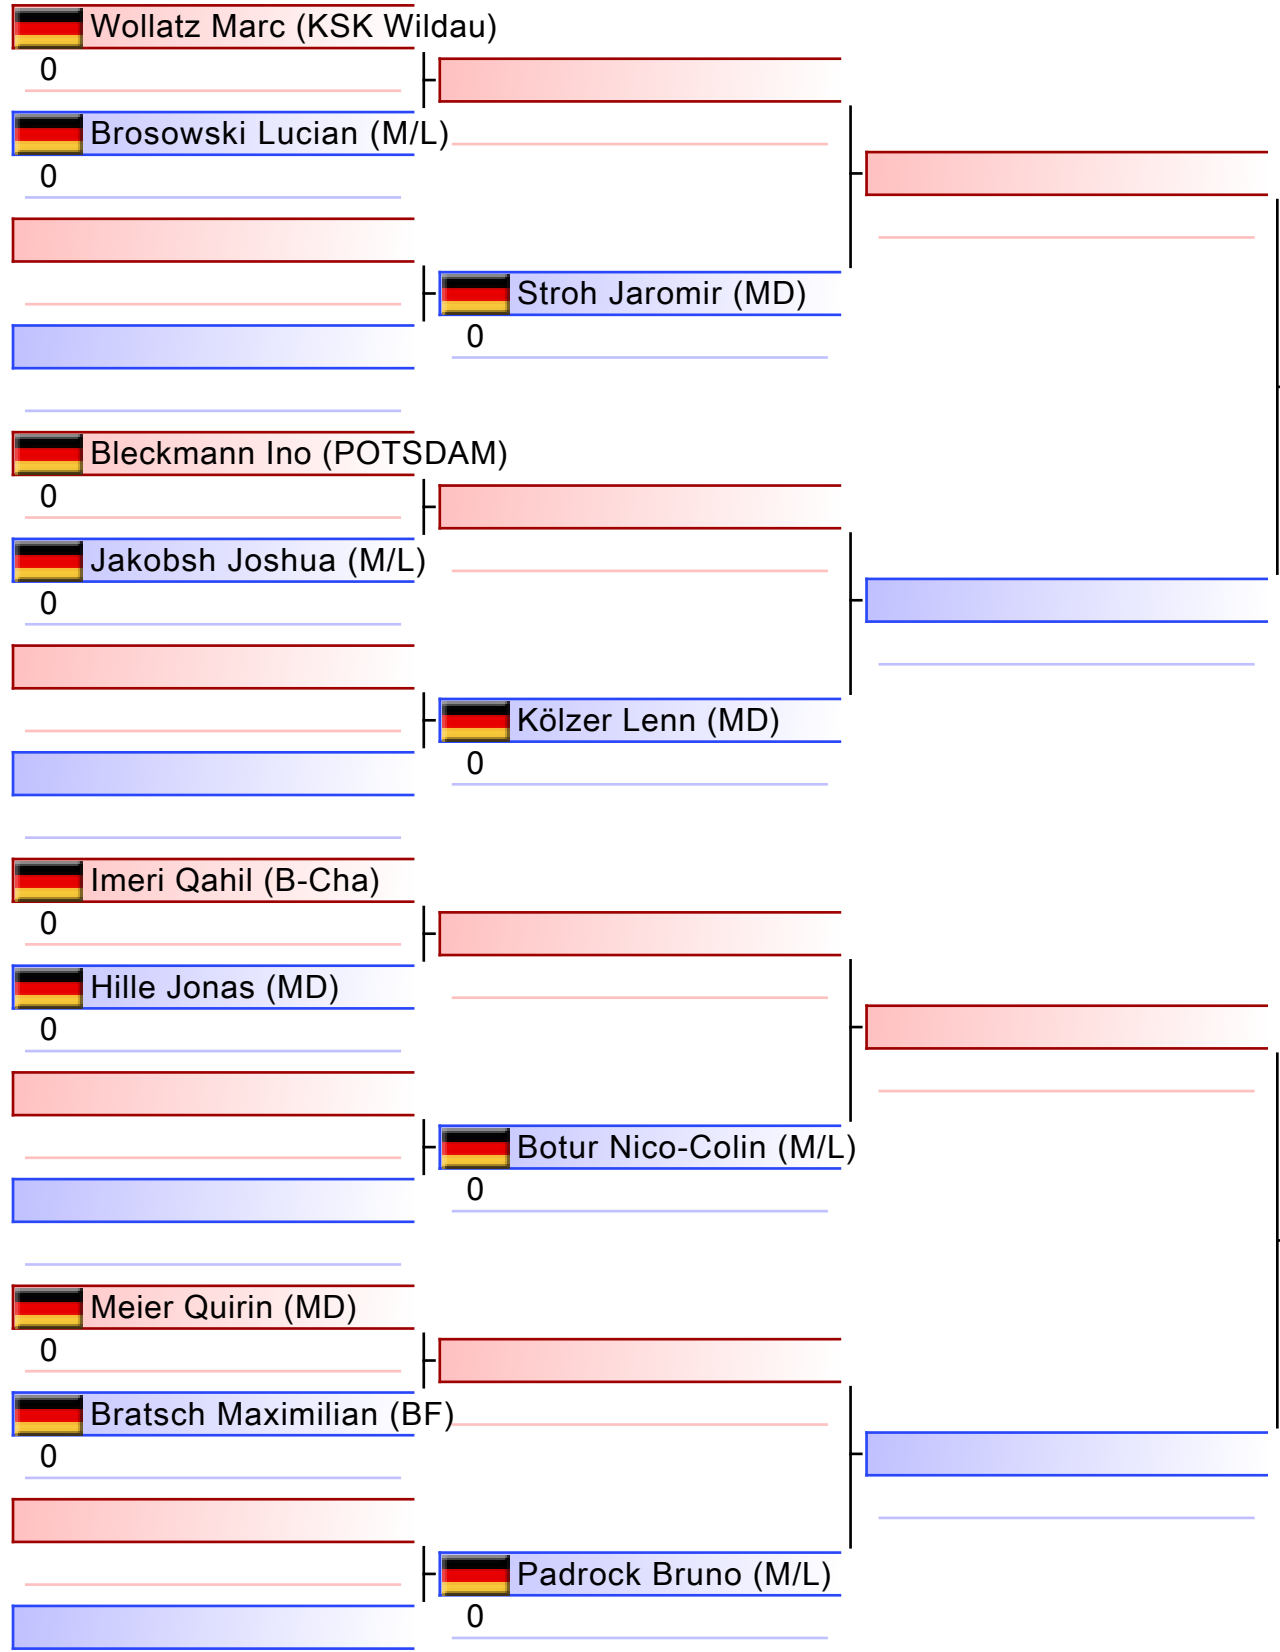 Wollatz Marc (KSK Wildau)
0
Brosowski Lucian (M/L)
0
Stroh Jaromir (MD)
0
Bleckmann Ino (POTSDAM)
0
Jakobsh Joshua (M/L)
0
Kölzer Lenn (MD)
0
Imeri Qahil (B-Cha)
0
Hille Jonas (MD)
0
Botur Nico-Colin (M/L)
0
Meier Quirin (MD)
0
Bratsch Maximilian (BF)
0
Padrock Bruno (M/L)
0